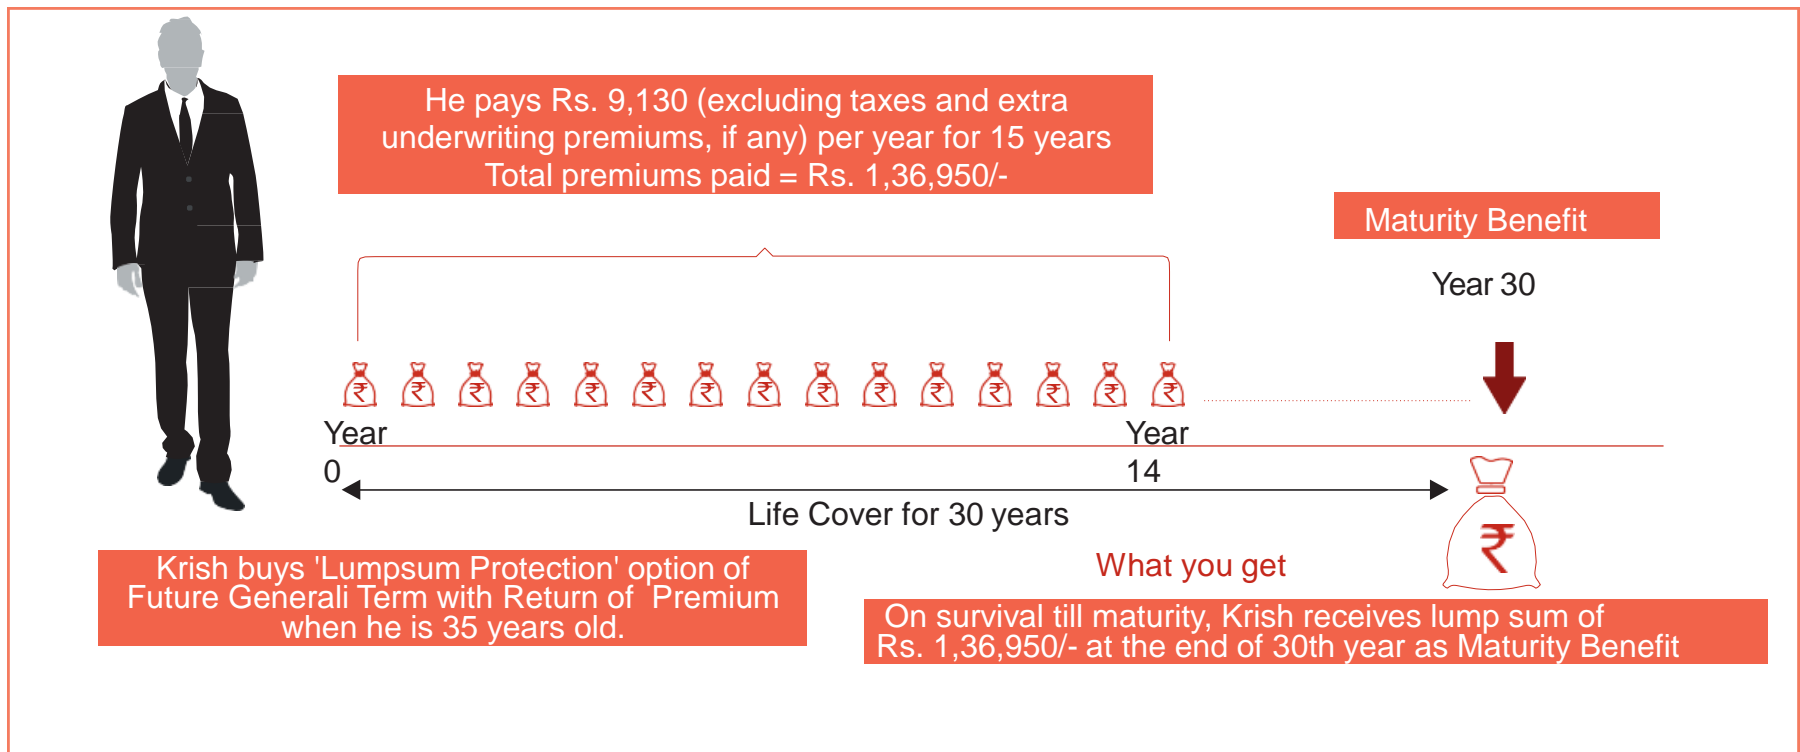 He pays Rs. 9,130 (excluding taxes and extra
underwriting premiums, if any) per year for 15 years
Total premiums paid = Rs. 1,36,950/-
Maturity Benefit
Year 30
₹ ₹ ₹ ₹ ₹ ₹ ₹ ₹ ₹ ₹ ₹ ₹ ₹ ₹ ₹
Year
0
Year
14
Life Cover for 30 years
₹
Krish buys 'Lumpsum Protection' option of
Future Generali Term with Return of Premium
when he is 35 years old.
What you get
On survival till maturity, Krish receives lump sum of
Rs. 1,36,950/- at the end of 30th year as Maturity Benefit